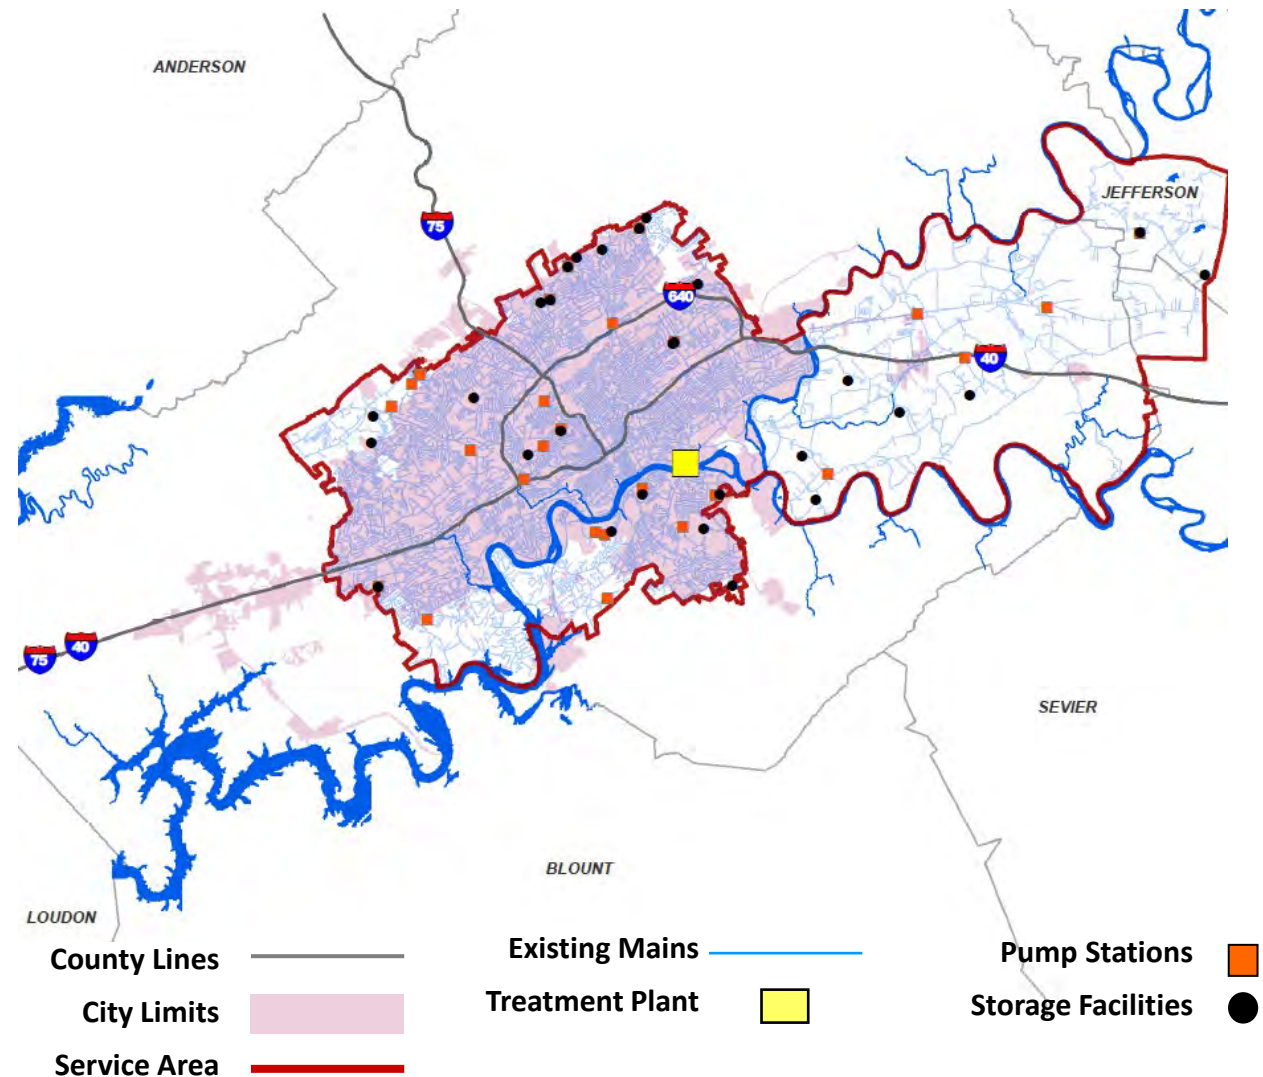 ANDERSON
JEFFERSON
75
640
40
75
40
SEVIER
BLOUNT
LOUDON
County Lines
City Limits
Service Area
Existing Mains
Treatment Plant
Pump Stations
Storage Facilities